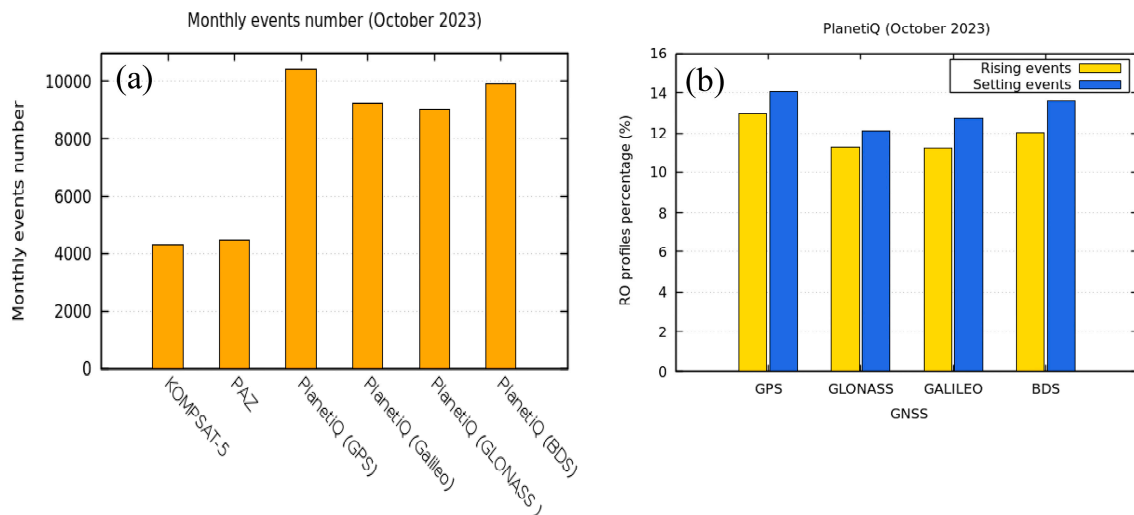 Monthly events number (October 2023)
(a)
Monthly events number
10000
8000
6000
4000
2000
0
KOMPSAT-5
PAZ
PlanetiQ (GPS)
PlanetiQ (Galileo)
PlanetiQ (GLONASS )
PlanetiQ (BDS)
PlanetiQ (October 2023)
(b)
Rising events
Setting events
RO profiles percentage (%)
16
14
12
10
8
6
4
2
0
GPS GLONASS GALILEO BDS
GNSS